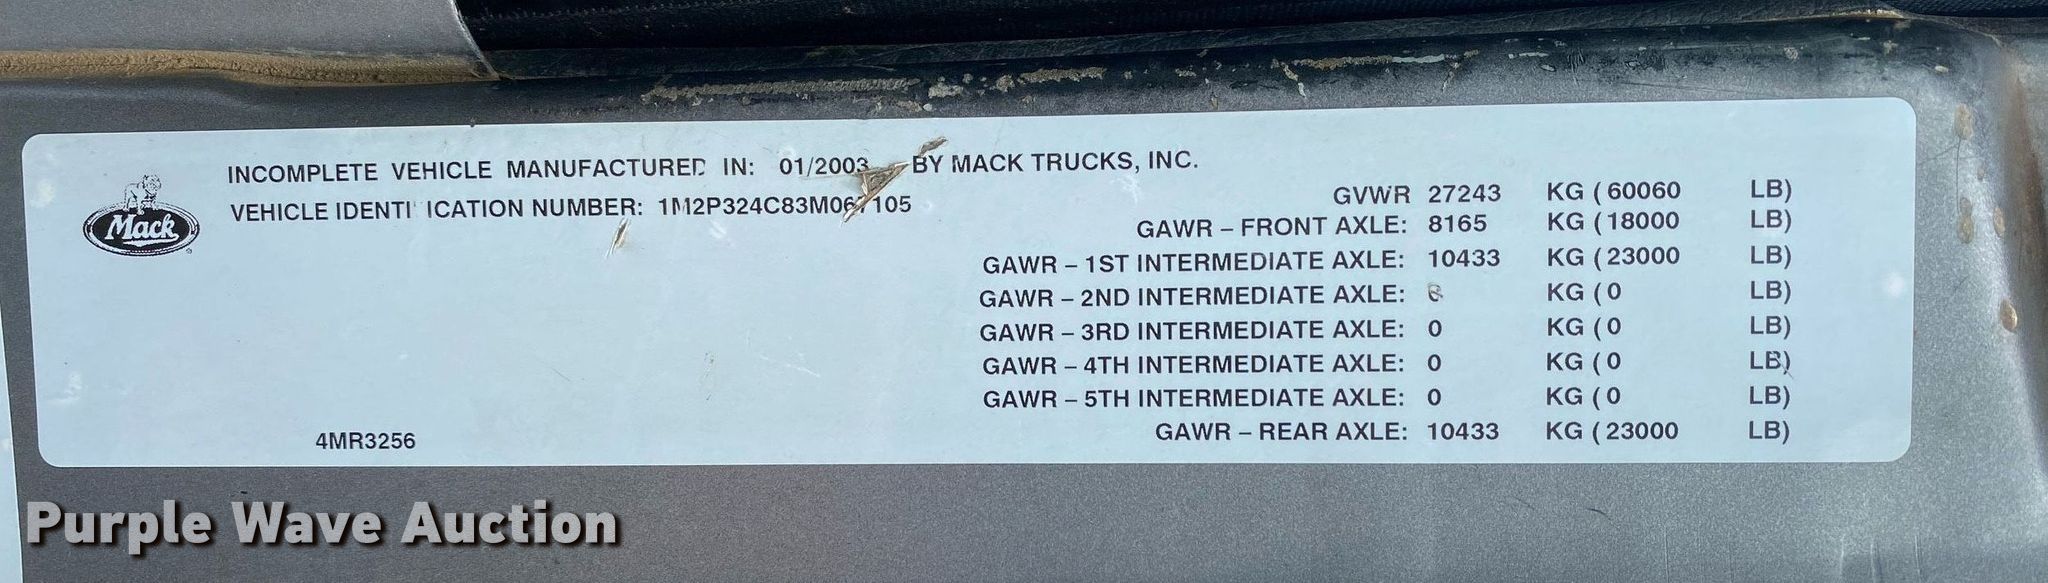 INCOMPLETE VEHICLE MANUFACTURED IN: 01/2003 BY MACK TRUCKS, INC.
VEHICLE IDENTIFICATION NUMBER:
Mack
GVWR 27243 KG (60060 LB)
GAWR – FRONT AXLE: 8165 KG (18000 LB)
GAWR – 1ST INTERMEDIATE AXLE: 10433 KG (23000 LB)
GAWR – 2ND INTERMEDIATE AXLE: KG (0 LB)
GAWR – 3RD INTERMEDIATE AXLE: 0 KG (0 LB)
GAWR – 4TH INTERMEDIATE AXLE: 0 KG (0 LB)
GAWR – 5TH INTERMEDIATE AXLE: 0 KG (0 LB)
GAWR – REAR AXLE: 10433 KG (23000 LB)
4MR3256
Purple Wave Auction